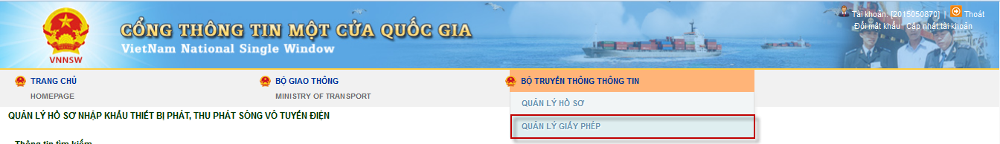 Tài khoản: [2015050870] | Thoát
CỔNG THÔNG TIN MỘT CỬA QUỐC GIA
Đổi mật khẩu Cập nhật tài khoản
VietNam National Single Window
VNNSW
TRANG CHỦ
HOMEPAGE
BỘ GIAO THÔNG
MINISTRY OF TRANSPORT
BỘ TRUYỀN THÔNG THÔNG TIN
QUẢN LÝ HỒ SƠ
QUẢN LÝ GIẤY PHÉP
QUẢN LÝ HỒ SƠ NHẬP KHẨU THIẾT BỊ PHÁT, THU PHÁT SÓNG VÔ TUYẾN ĐIỆN
Thông tin tìm kiếm